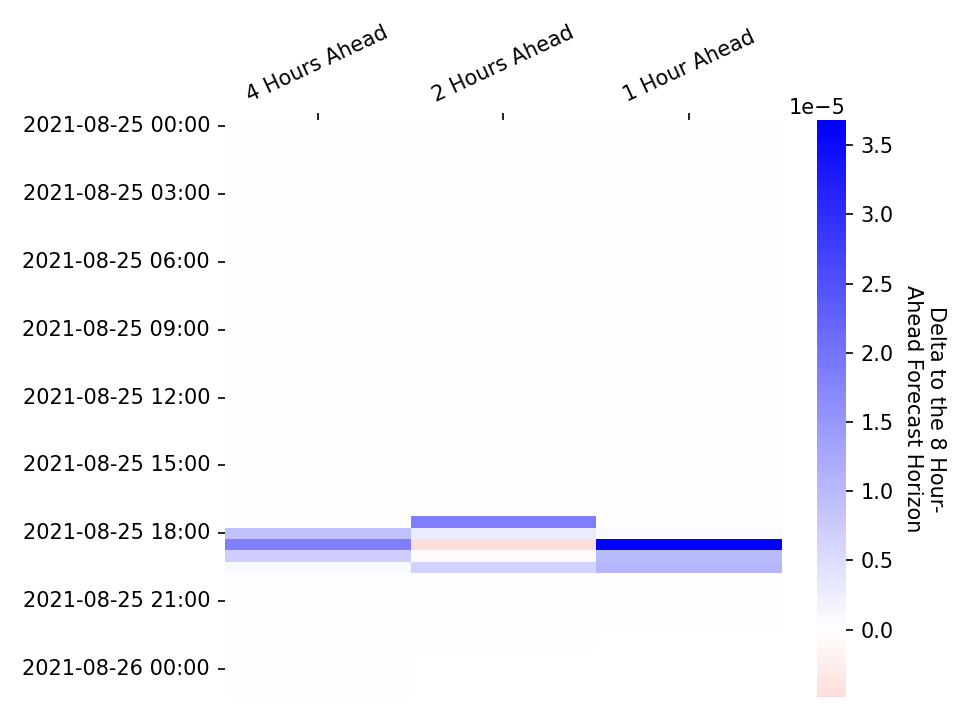 4 Hours Ahead
2 Hours Ahead
1 Hour Ahead
1e−5
2021-08-25 00:00
2021-08-25 03:00
2021-08-25 06:00
2021-08-25 09:00
2021-08-25 12:00
2021-08-25 15:00
2021-08-25 18:00
2021-08-25 21:00
2021-08-26 00:00
3.5
3.0
2.5
2.0
1.5
1.0
0.5
0.0
Delta to the 8 Hour-
Ahead Forecast Horizon